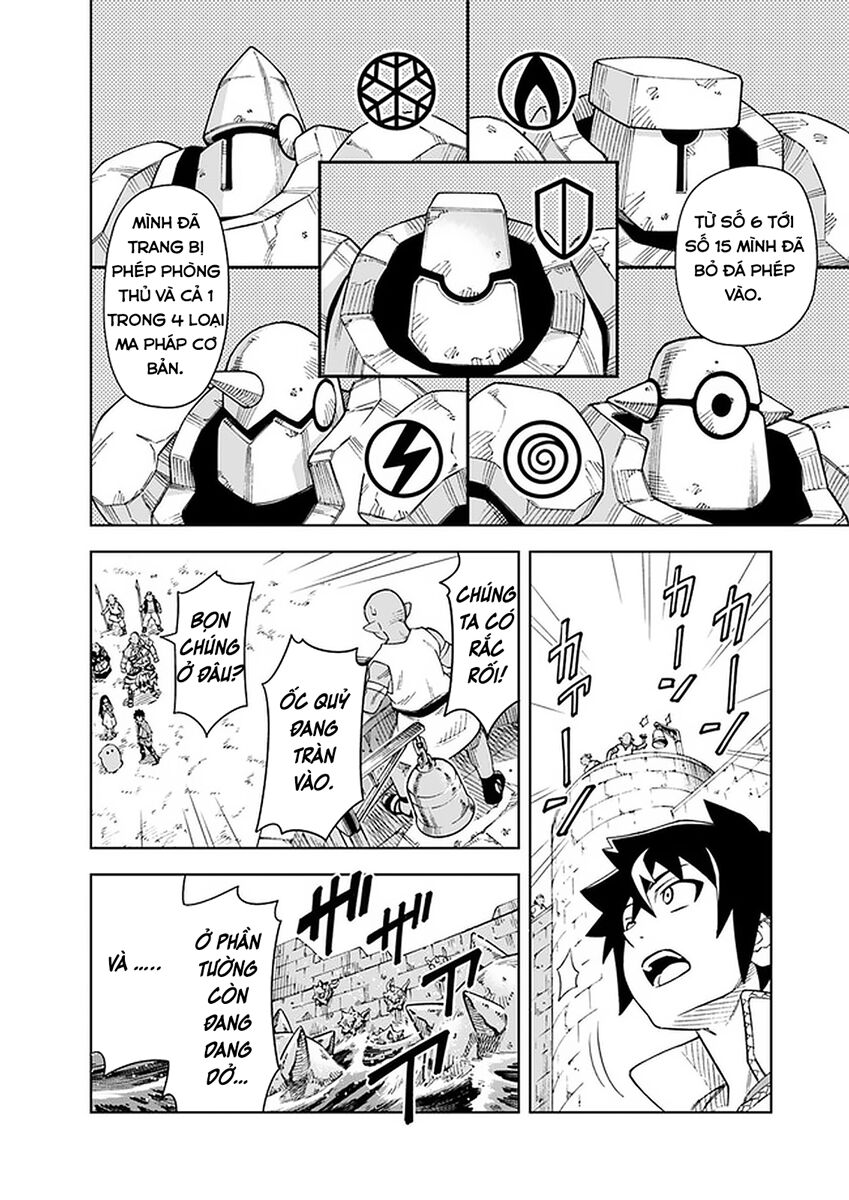 TỪ SỐ 6 TỚI
SỐ 15 MÌNH ĐÃ
BỎ ĐÁ PHÉP
VÀO.
MÌNH ĐÃ
TRANG BỊ
PHÉP PHÒNG
THỦ VÀ CẢ 1
TRONG 4 LOẠI
MA PHÁP CƠ
BẢN.
カーン
カーン
カーン
CHÚNG
TA CÓ
RẮC
RỐI!
ỐC QUỶ
ĐANG
TRÀN
VÀO.
BỌN
CHÚNG
Ở ĐÂU?
ザザザ
Ở PHẦN
TƯỜNG
CÒN
ĐANG
DANG
DỞ...
VÀ .....